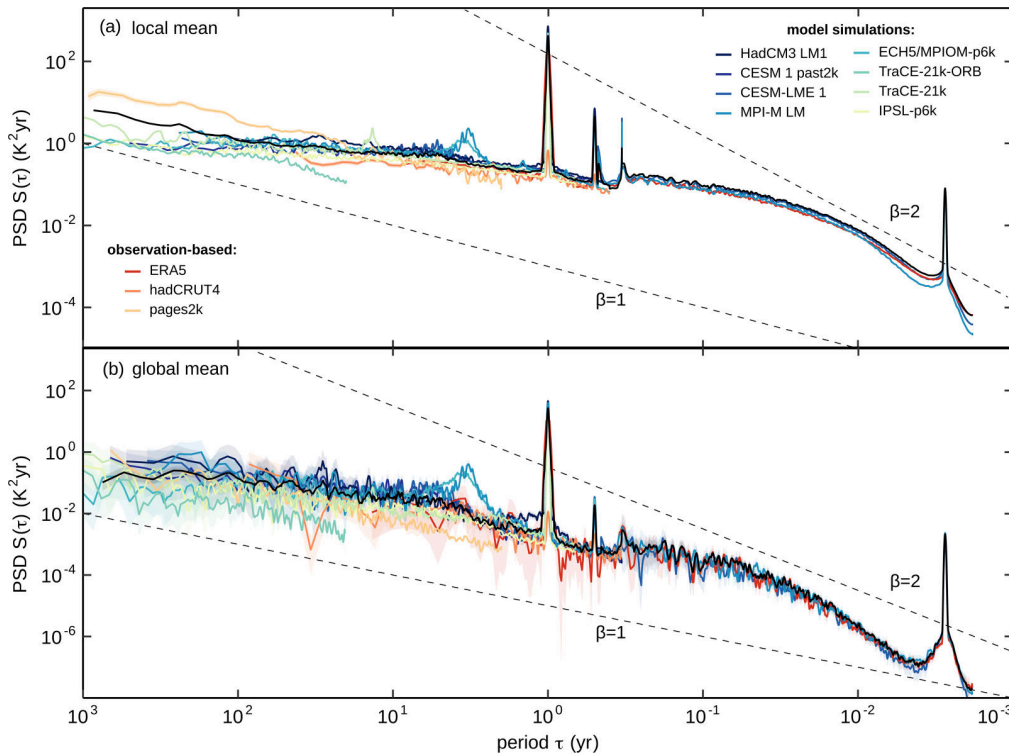 (a) local mean
model simulations:
HadCM3 LM1
CESM 1 past2k
CESM-LME 1
MPI-M LM
ECH5/MPIOM-p6k
TraCE-21k-ORB
TraCE-21k
IPSL-p6k
PSD S(τ) (K²yr)
10²
10⁰
10⁻²
10⁻⁴
observation-based:
ERA5
hadCRUT4
pages2k
β=2
β=1
(b) global mean
PSD S(τ) (K²yr)
10²
10⁰
10⁻²
10⁻⁴
10⁻⁶
β=2
β=1
10³ 10² 10¹ 10⁰ 10⁻¹ 10⁻² 10⁻³
period τ (yr)